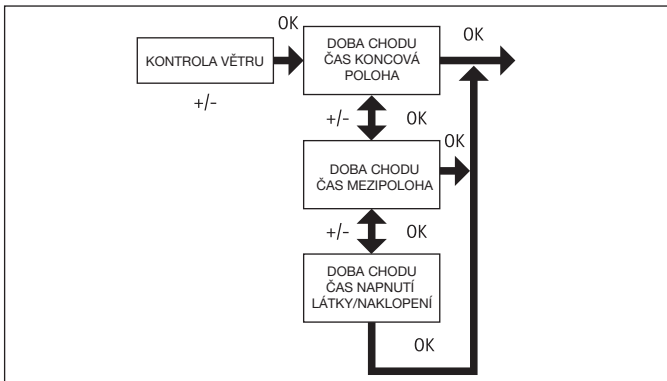 OK
KONTROLA VĚTRU
+/-
DOBA CHODU
ČAS KONCOVÁ
POLOHA
OK
+/- OK
DOBA CHODU
ČAS MEZIPOLOHA
OK
+/- OK
DOBA CHODU
ČAS NAPNUTÍ
LÁTKY/NAKLOPENÍ
OK